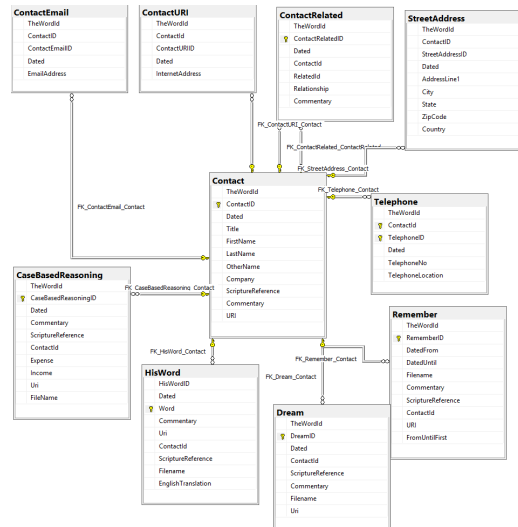 ContactEmail
TheWordId
ContactID
ContactEmailID
Dated
EmailAddress
ContactURI
TheWordId
ContactId
ContactURIID
Dated
InternetAddress
ContactRelated
TheWordId
ContactRelatedID
Dated
ContactId
RelatedId
Relationship
Commentary
StreetAddress
TheWordId
ContactID
StreetAddressID
Dated
AddressLine1
City
State
ZipCode
Country
FK_ContactURI_Contact
FK_ContactRelated_ContactRelated
FK_StreetAddress_Contact
FK_Telephone_Contact
FK_ContactEmail_Contact
Contact
TheWordId
ContactID
Dated
Title
FirstName
LastName
OtherName
Company
ScriptureReference
Commentary
URI
Telephone
TheWordId
ContactId
TelephoneID
Dated
TelephoneNo
TelephoneLocation
CaseBasedReasoning
TheWordId
CaseBasedReasoningID
Dated
Commentary
ScriptureReference
ContactId
Expense
Income
Uri
FileName
FK_CaseBasedReasoning_Contact
FK_HisWord_Contact
FK_Remember_Contact
FK_Dream_Contact
Remember
TheWordId
RememberID
DatedFrom
DatedUntil
Filename
Commentary
ScriptureReference
ContactId
URI
FromUntilFirst
HisWord
HisWordID
Dated
Word
Commentary
Uri
ContactId
ScriptureReference
Filename
EnglishTranslation
Dream
TheWordId
DreamID
Dated
ContactId
ScriptureReference
Commentary
Filename
Uri